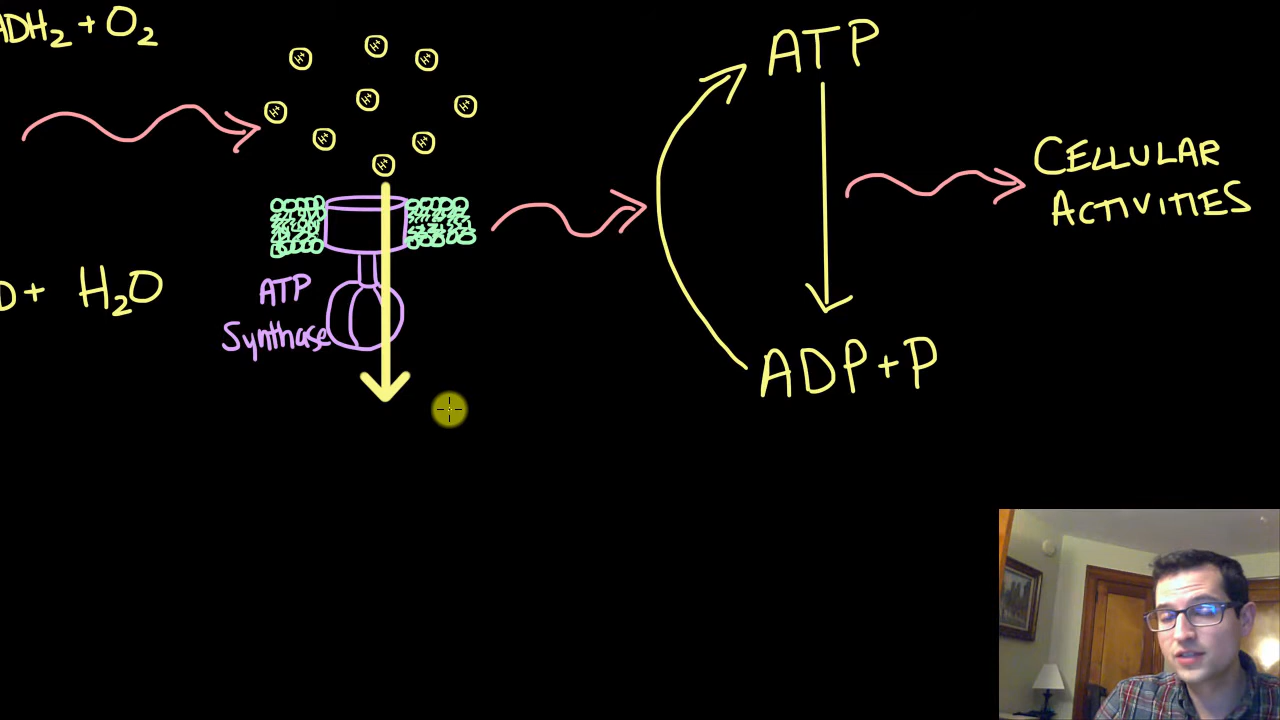 ADH₂ + O₂
H⁺
H⁺
H⁺
H⁺
H⁺
H⁺
H⁺
H⁺
H⁺
D + H₂O
ATP
Synthase
ATP
ADP + P
CELLULAR
ACTIVITIES